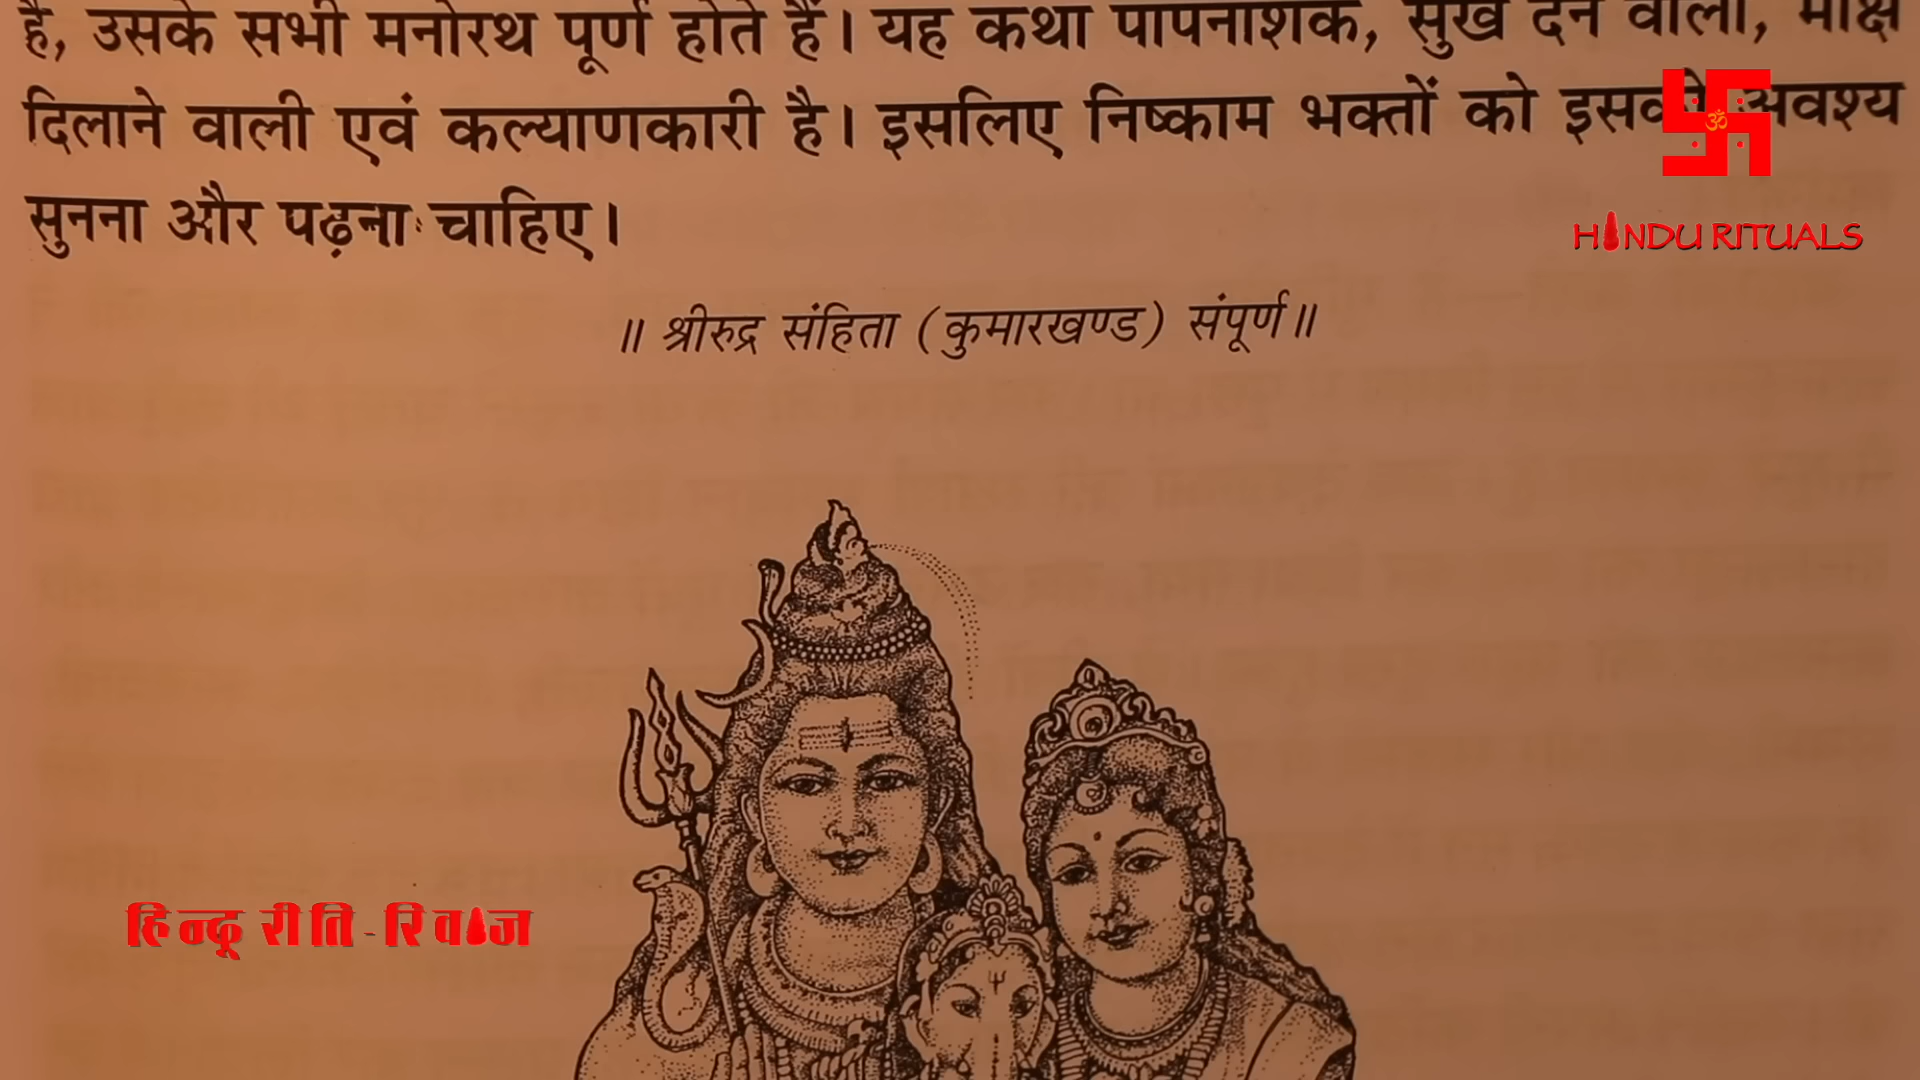 है, उसके सभी मनोरथ पूर्ण होते हैं। यह कथा पापनाशक, सुख देने वाली, मोक्ष
दिलाने वाली एवं कल्याणकारी है। इसलिए निष्काम भक्तों को इसको अवश्य
सुनना और पढ़ना चाहिए।
॥ श्रीरुद्र संहिता (कुमारखण्ड) संपूर्ण॥
ॐ
HINDU RITUALS
हिन्दू रीति-रिवाज